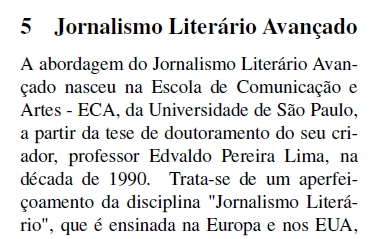 5 Jornalismo Literário Avançado
A abordagem do Jornalismo Literário Avan-
çado nasceu na Escola de Comunicação e
Artes - ECA, da Universidade de São Paulo,
a partir da tese de doutoramento do seu cri-
ador, professor Edvaldo Pereira Lima, na
década de 1990. Trata-se de um aperfei-
çoamento da disciplina "Jornalismo Literá-
rio", que é ensinada na Europa e nos EUA,